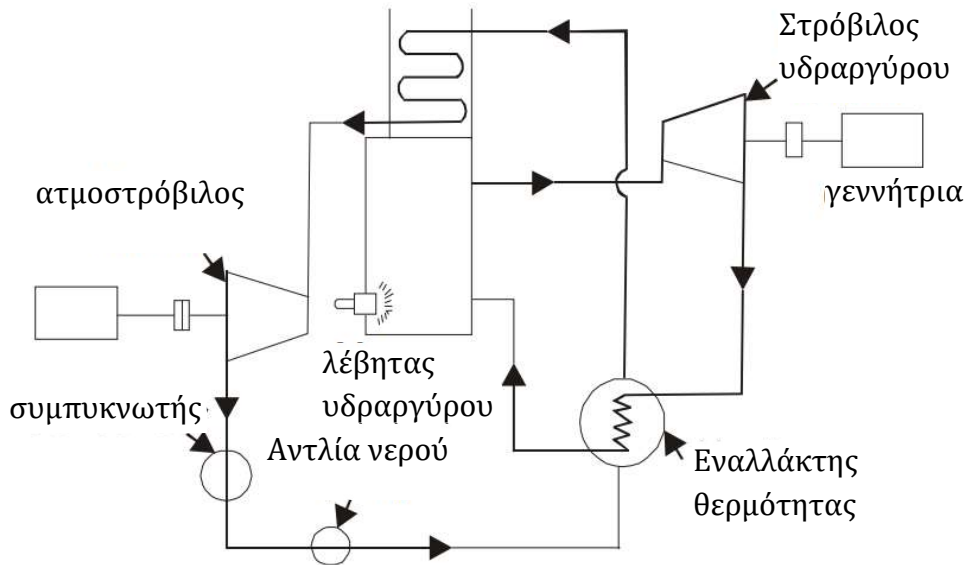 Στρόβιλος
υδραργύρου
ατμοστρόβιλος
γεννήτρια
λέβητας
υδραργύρου
συμπυκνωτής
Αντλία νερού
Εναλλάκτης
θερμότητας